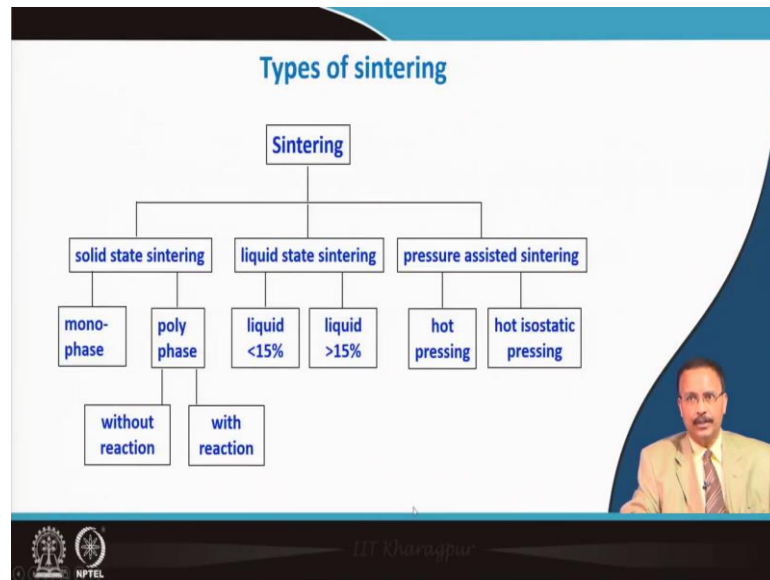 Types of sintering
Sintering
solid state sintering
liquid state sintering
pressure assisted sintering
mono-
phase
poly
phase
liquid
<15%
liquid
>15%
hot
pressing
hot isostatic
pressing
without
reaction
with
reaction
IIT Kharagpur
NPTEL